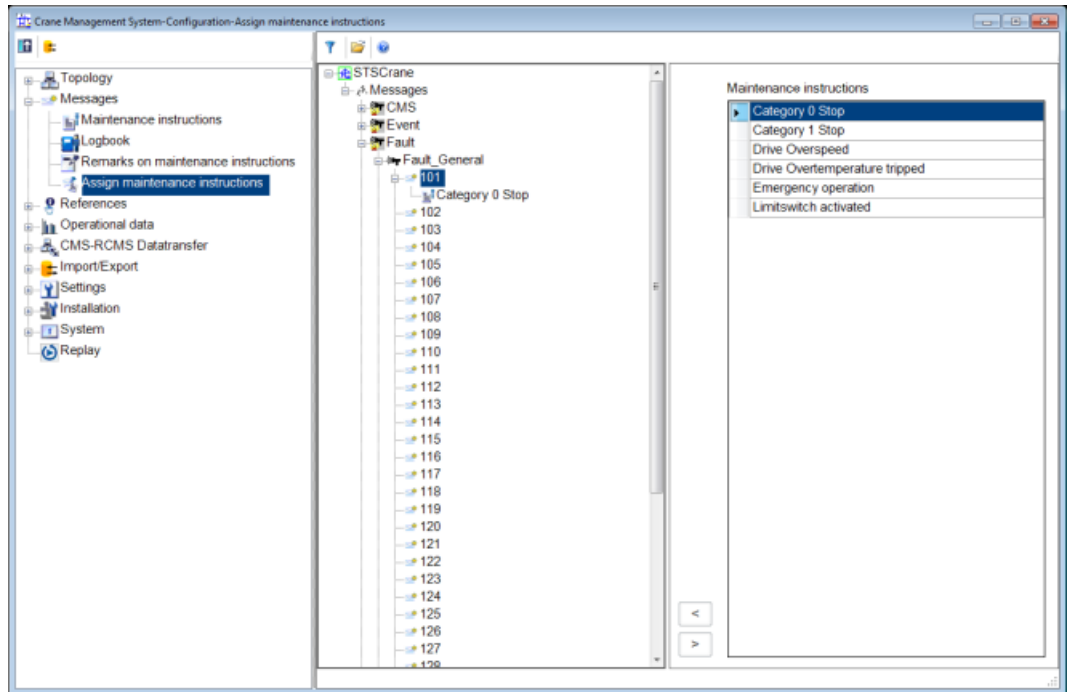 Crane Management System-Configuration-Assign maintenance instructions
Topology
Messages
Maintenance instructions
Logbook
Remarks on maintenance instructions
Assign maintenance instructions
References
Operational data
CMS-RCMS Datatransfer
Import/Export
Settings
Installation
System
Replay
STSCrane
Messages
CMS
Event
Fault
Fault_General
101
Category 0 Stop
102
103
104
105
106
107
108
109
110
111
112
113
114
115
116
117
118
119
120
121
122
123
124
125
126
127
128
Maintenance instructions
Category 0 Stop
Category 1 Stop
Drive Overspeed
Drive Overtemperature tripped
Emergency operation
Limitswitch activated
<
>